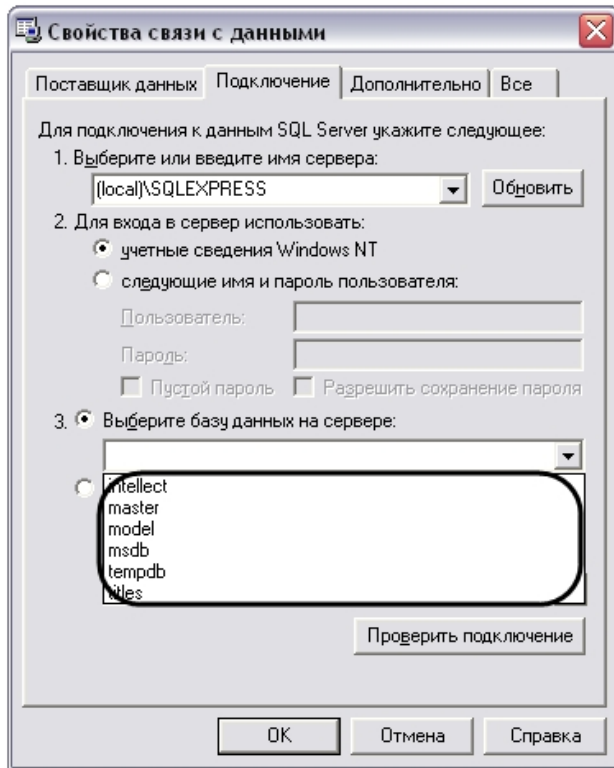 Свойства связи с данными
Поставщик данных Подключение Дополнительно Все
Для подключения к данным SQL Server укажите следующее:
1. Выберите или введите имя сервера:
(local)\SQLEXPRESS Обновить
2. Для входа в сервер использовать:
учетные сведения Windows NT
следующие имя и пароль пользователя:
Пользователь:
Пароль:
Пустой пароль Разрешить сохранение пароля
3. Выберите базу данных на сервере:
intellect
master
model
msdb
tempdb
titles
Проверить подключение
OK Отмена Справка